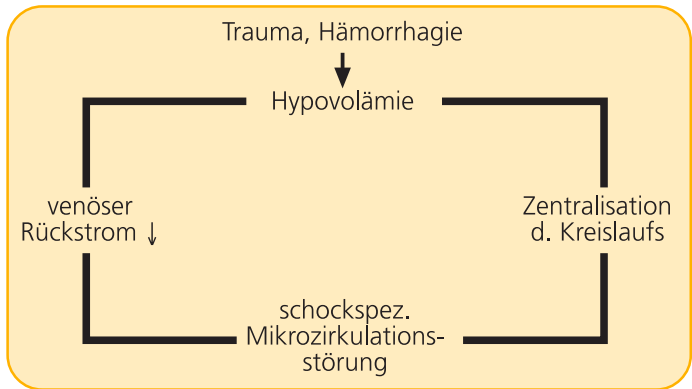 Trauma, Hämorrhagie
Hypovolämie
venöser
Rückstrom ↓
Zentralisation
d. Kreislaufs
schockspez.
Mikrozirkulations-
störung